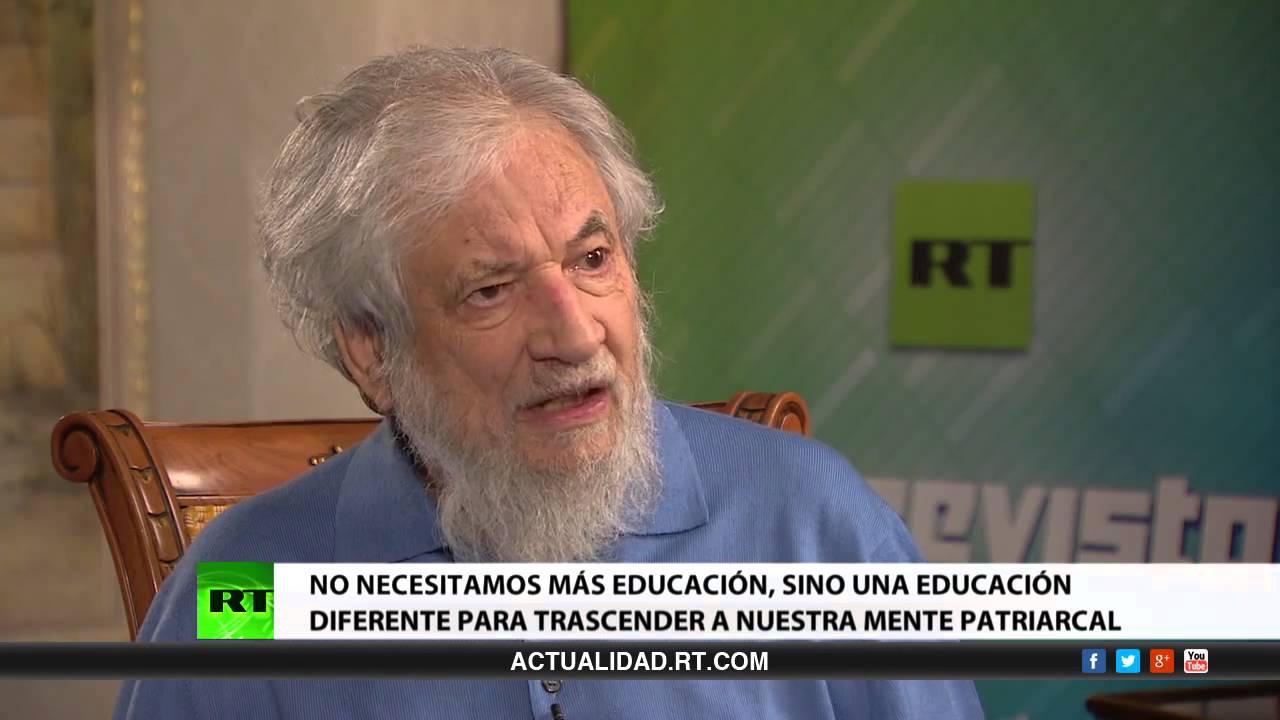 RT
revista
RT
NO NECESITAMOS MÁS EDUCACIÓN, SINO UNA EDUCACIÓN
DIFERENTE PARA TRASCENDER A NUESTRA MENTE PATRIARCAL
ACTUALIDAD.RT.COM
f
g+
You
Tube